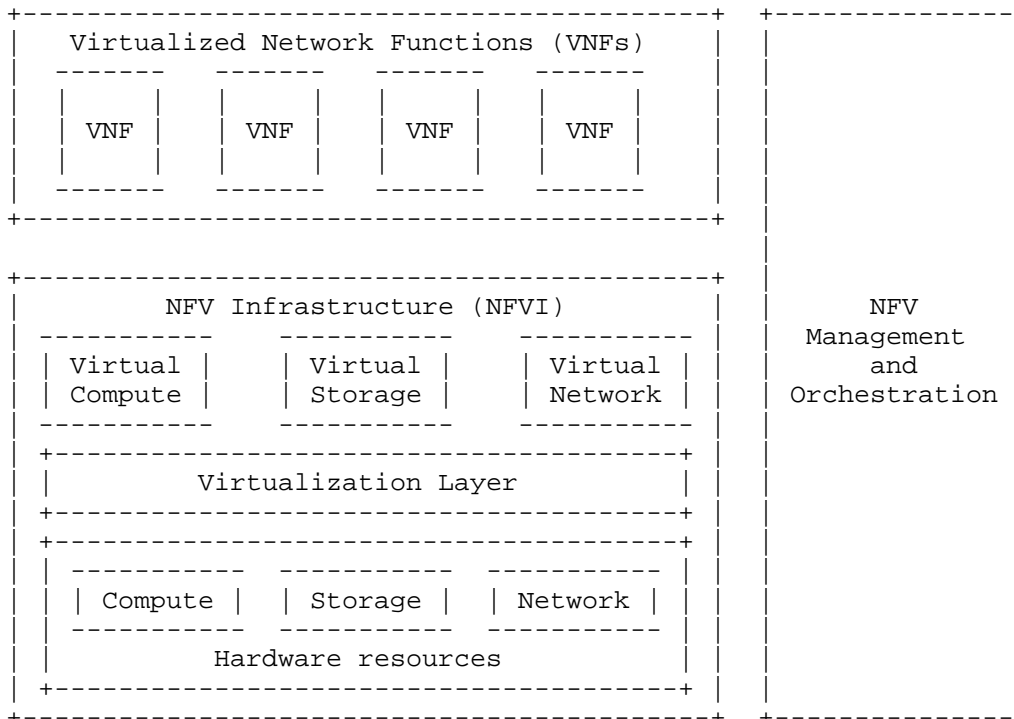 Virtualized Network Functions (VNFs)
VNF VNF VNF VNF
NFV Infrastructure (NFVI)
NFV
Management
Virtual Virtual Virtual
and
Compute Storage Network
Orchestration
Virtualization Layer
Compute Storage Network
Hardware resources